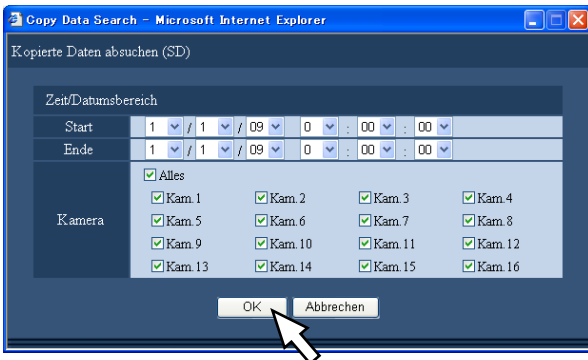 Copy Data Search - Microsoft Internet Explorer
Kopierte Daten absuchen (SD)
Zeit/Datumsbereich
Start 1 / 1 / 09 0 : 00 : 00
Ende 1 / 1 / 09 0 : 00 : 00
Alles
Kam.1 Kam.2 Kam.3 Kam.4
Kamera Kam.5 Kam.6 Kam.7 Kam.8
Kam.9 Kam.10 Kam.11 Kam.12
Kam.13 Kam.14 Kam.15 Kam.16
OK Abbrechen